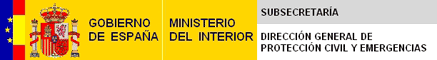 GOBIERNO
DE ESPAÑA
MINISTERIO
DEL INTERIOR
SUBSECRETARÍA
DIRECCIÓN GENERAL DE
PROTECCIÓN CIVIL Y EMERGENCIAS